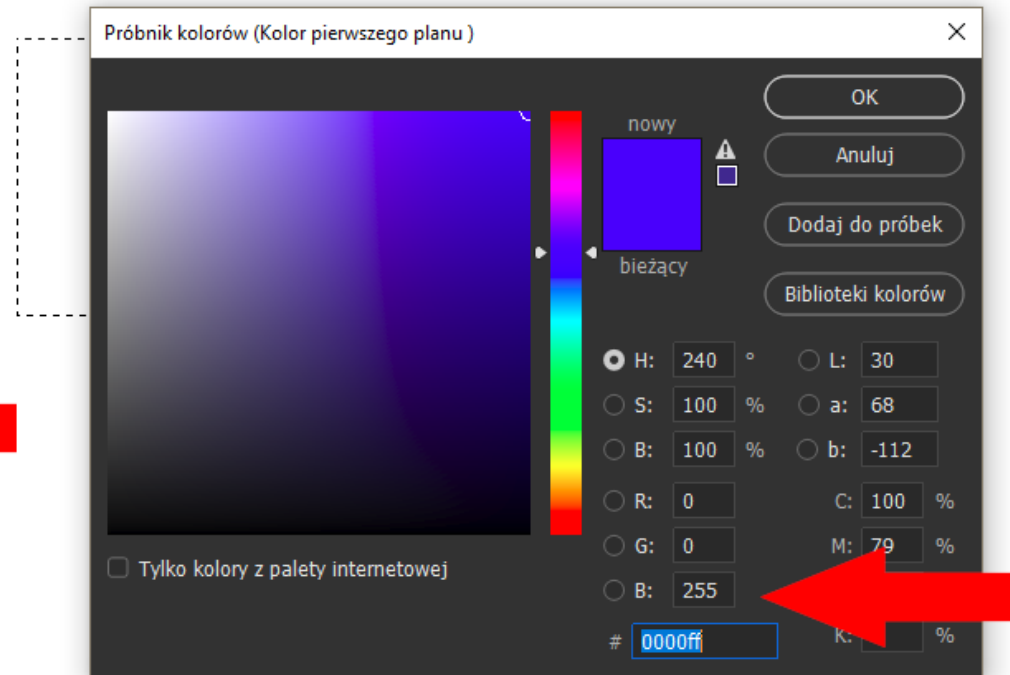 Próbnik kolorów (Kolor pierwszego planu )
OK
nowy
Anuluj
Dodaj do próbek
bieżący
Biblioteki kolorów
H: 240 ° L: 30
S: 100 % a: 68
B: 100 % b: -112
R: 0 C: 100 %
G: 0 M: 79 %
Tylko kolory z palety internetowej
B: 255
# 0000ff K: %